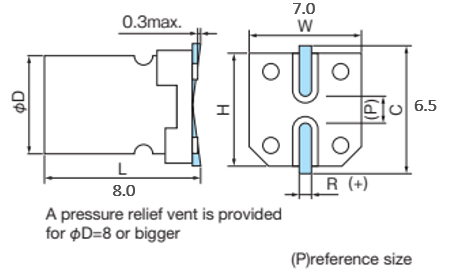 7.0
0.3max.
W
φD
H
(P)
C
6.5
L
8.0
R (+)
A pressure relief vent is provided
for φD=8 or bigger
(P)reference size